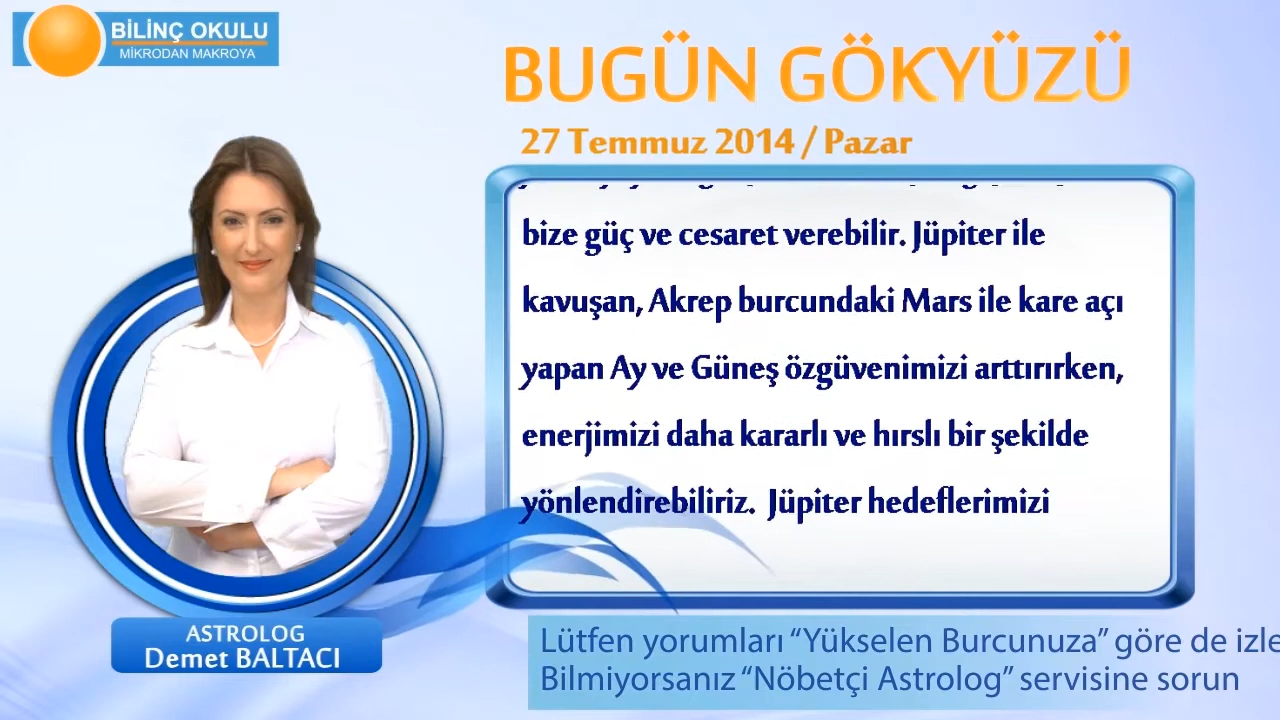 BİLİNÇ OKULU
MİKRODAN MAKROYA
BUGÜN GÖKYÜZÜ
27 Temmuz 2014 / Pazar
bize güç ve cesaret verebilir. Jüpiter ile
kavuşan, Akrep burcundaki Mars ile kare açı
yapan Ay ve Güneş özgüvenimizi arttırırken,
enerjimizi daha kararlı ve hırslı bir şekilde
yönlendirebiliriz. Jüpiter hedeflerimizi
ASTROLOG
Demet BALTACI
Lütfen yorumları “Yükselen Burcunuza” göre de izle
Bilmiyorsanız “Nöbetçi Astrolog” servisine sorun